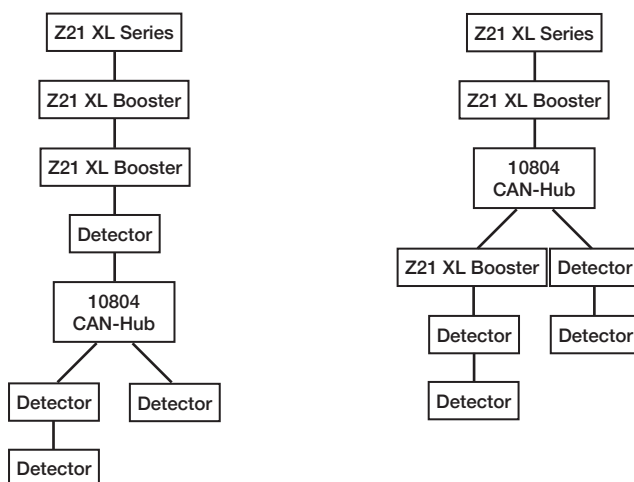 Z21 XL Series
Z21 XL Booster
Z21 XL Booster
Detector
10804
CAN-Hub
Detector
Detector
Detector
Z21 XL Series
Z21 XL Booster
10804
CAN-Hub
Z21 XL Booster
Detector
Detector
Detector
Detector